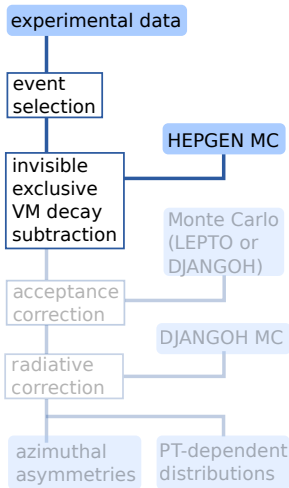 experimental data
event
selection
HEPGEN MC
invisible
exclusive
VM decay
subtraction
Monte Carlo
(LEPTO or
DJANGOH)
acceptance
correction
DJANGOH MC
radiative
correction
azimuthal
asymmetries
PT-dependent
distributions